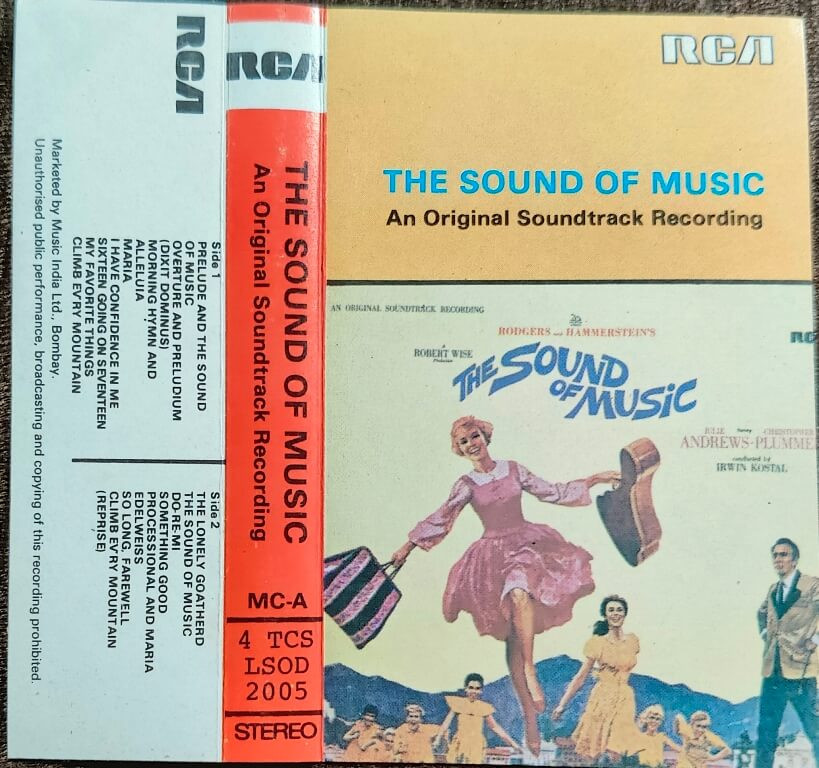 RCA
Side 1
PRELUDE AND THE SOUND
OF MUSIC
OVERTURE AND PRELUDIUM
(DIXIT DOMINUS)
MORNING HYMN AND
ALLELUIA
MARIA
I HAVE CONFIDENCE IN ME
SIXTEEN GOING ON SEVENTEEN
MY FAVORITE THINGS
CLIMB EV'RY MOUNTAIN
Side 2
THE LONELY GOATHERD
THE SOUND OF MUSIC
DO-RE-MI
SOMETHING GOOD
PROCESSIONAL AND MARIA
EDELWEISS
SO LONG, FAREWELL
CLIMB EV'RY MOUNTAIN
(REPRISE)
Marketed by Music India Ltd., Bombay.
Unauthorised public performance, broadcasting and copying of this recording prohibited.
RCA
THE SOUND OF MUSIC
An Original Soundtrack Recording
MC-A
4 TCS
LSOD
2005
STEREO
RCA
THE SOUND OF MUSIC
An Original Soundtrack Recording
AN ORIGINAL SOUNDTRACK RECORDING
RODGERS AND HAMMERSTEIN'S
A
ROBERT WISE
Production
THE SOUND
OF MUSIC
RC
JULIE CHRISTOPHER
ANDREWS-PLUMME
conducted by
IRWIN KOSTAL